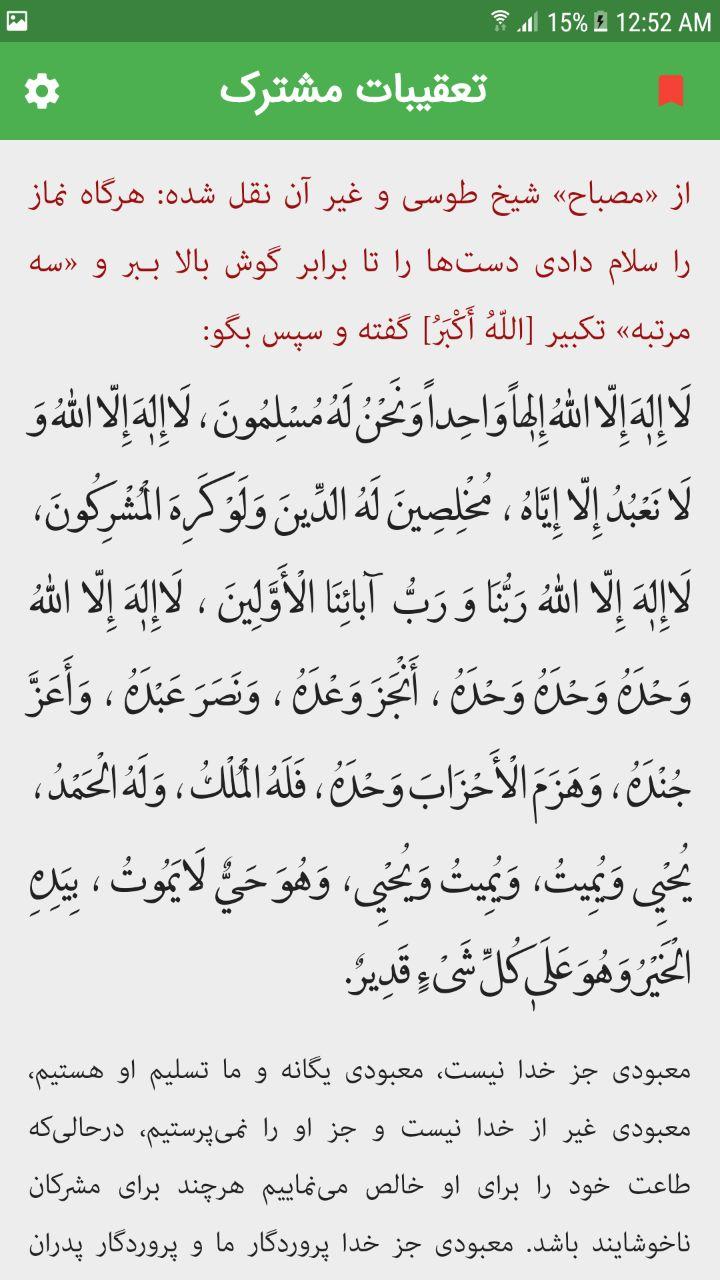 15% 12:52 AM
تعقیبات مشترک
از «مصباح» شیخ طوسی و غیر آن نقل شده: هرگاه نماز
را سلام دادی دست‌ها را تا برابر گوش بالا ببر و «سه
مرتبه» تکبیر [اللّهُ أَكْبَرُ] گفته و سپس بگو:
لَا إِلٰهَ إِلّا اللّٰهُ إِلٰهاً وَاحِداً وَنَحْنُ لَهُ مُسْلِمُونَ، لَا إِلٰهَ إِلّا اللّٰهُ وَ
لَا نَعْبُدُ إِلّا إِيَّاهُ، مُخْلِصِينَ لَهُ الدِّينَ وَلَوْ كَرِهَ الْمُشْرِكُونَ،
لَا إِلٰهَ إِلّا اللّٰهُ رَبُّنَا وَ رَبُّ آبائِنَا الْأَوَّلِينَ، لَا إِلٰهَ إِلّا اللّٰهُ
وَحْدَهُ وَحْدَهُ وَحْدَهُ، أَنْجَزَ وَعْدَهُ، وَنَصَرَ عَبْدَهُ، وَأَعَزَّ
جُنْدَهُ، وَهَزَمَ الْأَحْزَابَ وَحْدَهُ، فَلَهُ الْمُلْكُ، وَلَهُ الْحَمْدُ،
يُحْيِي وَيُمِيتُ، وَيُمِيتُ وَيُحْيِي، وَهُوَ حَيٌّ لَا يَمُوتُ، بِيَدِهِ
الْخَيْرُ وَهُوَ عَلَىٰ كُلِّ شَيْءٍ قَدِيرٌ.
معبودی جز خدا نیست، معبودی یگانه و ما تسلیم او هستیم،
معبودی غیر از خدا نیست و جز او را نمی‌پرستیم، درحالی‌که
طاعت خود را برای او خالص می‌نماییم هرچند برای مشرکان
ناخوشایند باشد. معبودی جز خدا پروردگار ما و پروردگار پدران